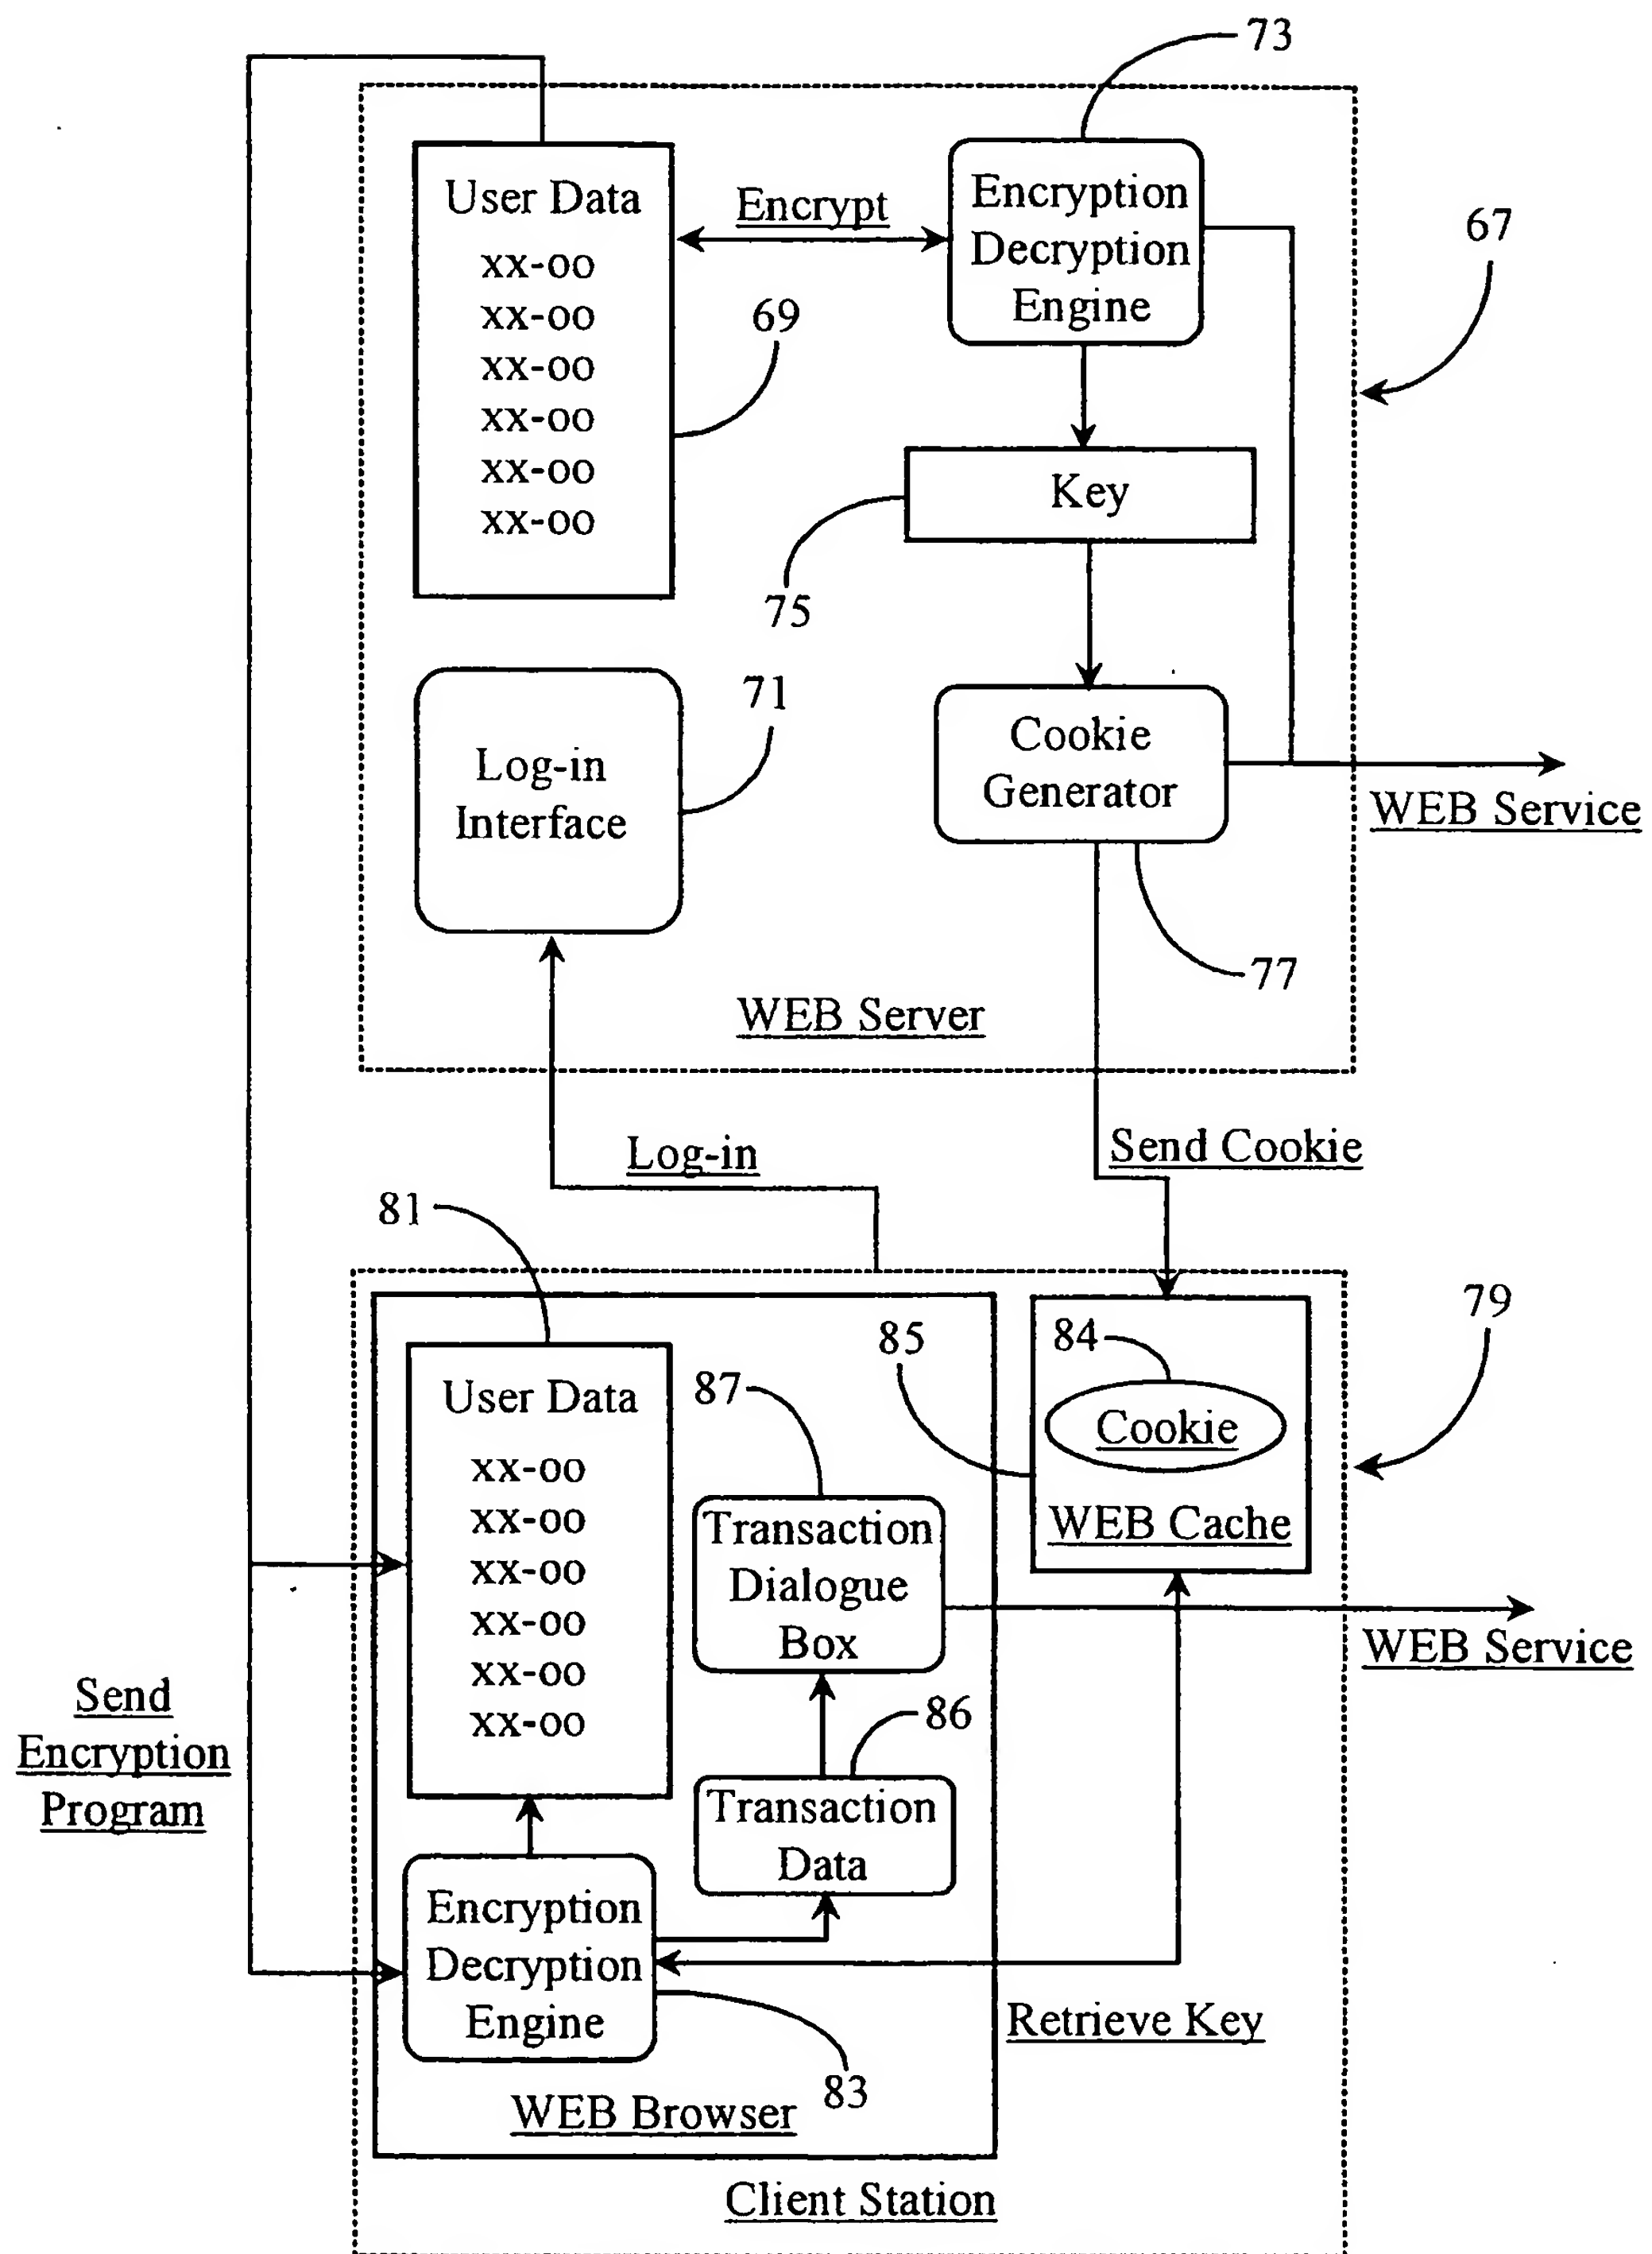 73
User Data
xx-oo
xx-oo
xx-oo
xx-oo
xx-oo
xx-oo
Encrypt
Encryption
Decryption
Engine
67
69
Key
75
71
Log-in
Interface
Cookie
Generator
WEB Service
77
WEB Server
Log-in
Send Cookie
81
79
85
84
Cookie
WEB Cache
User Data
xx-oo
xx-oo
xx-oo
xx-oo
xx-oo
xx-oo
87
Transaction
Dialogue
Box
WEB Service
Send
Encryption
Program
86
Transaction
Data
Encryption
Decryption
Engine
Retrieve Key
83
WEB Browser
Client Station